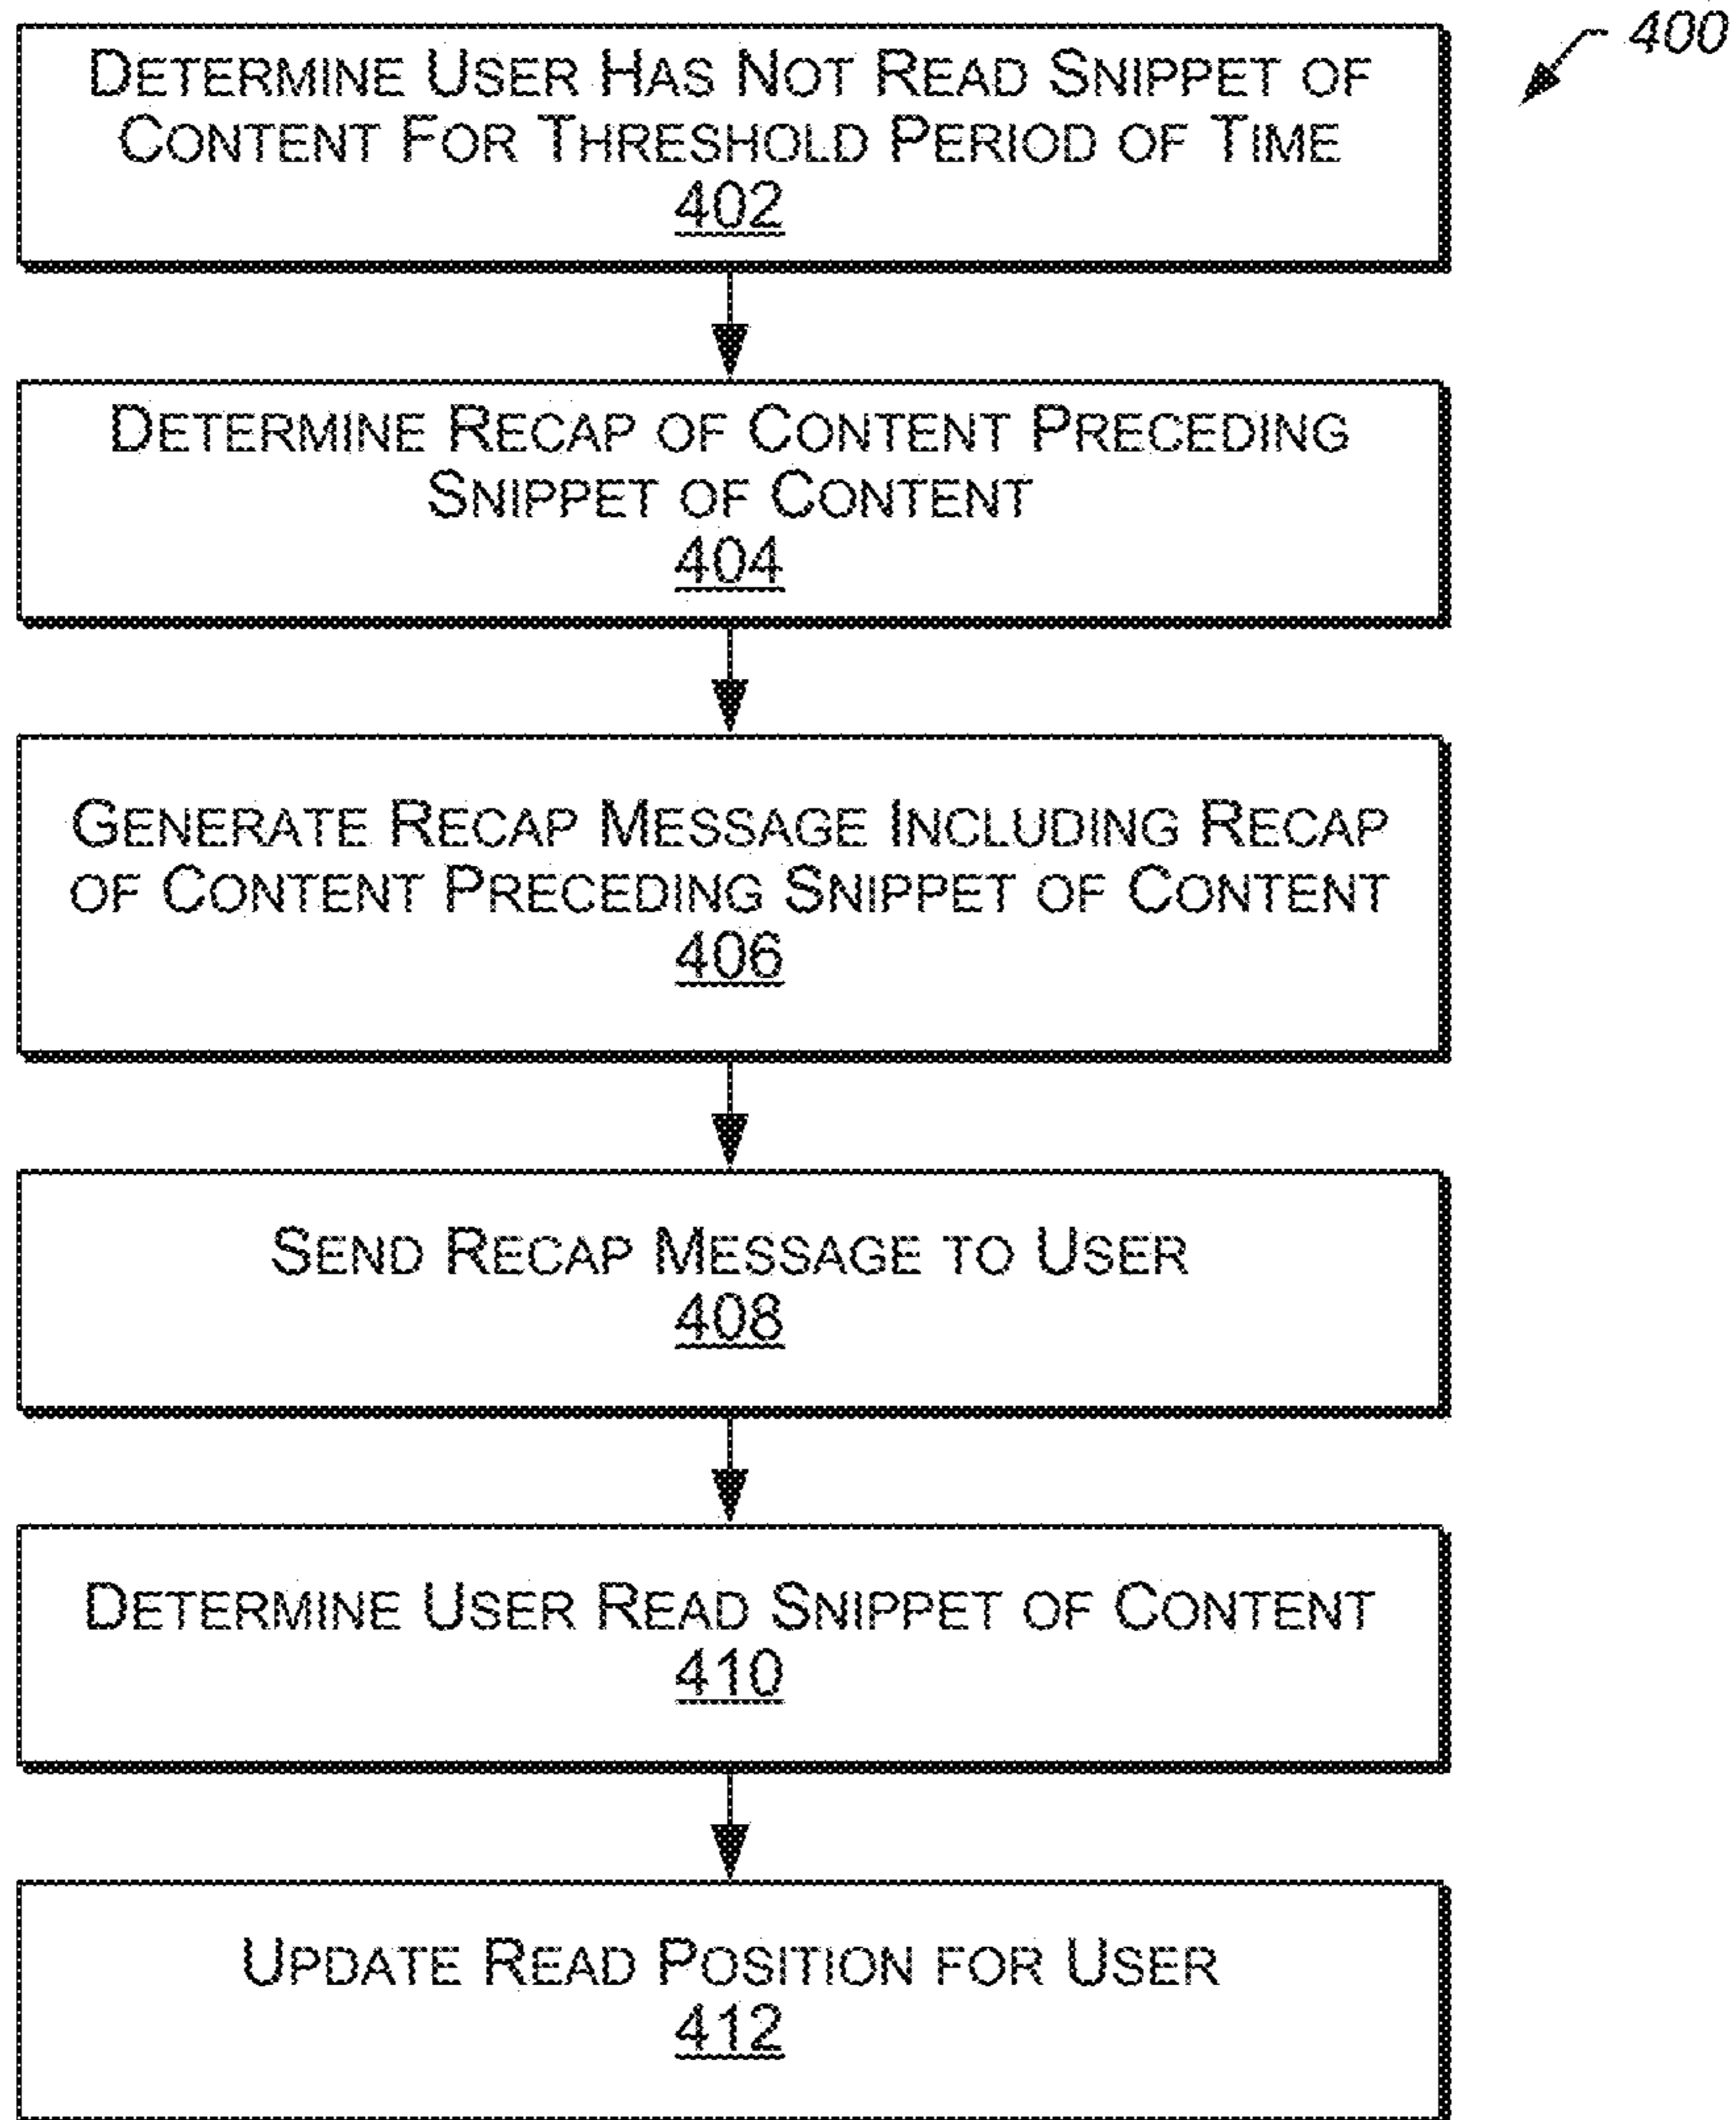 400
DETERMINE USER HAS NOT READ SNIPPET OF
CONTENT FOR THRESHOLD PERIOD OF TIME
402
DETERMINE RECAP OF CONTENT PRECEDING
SNIPPET OF CONTENT
404
GENERATE RECAP MESSAGE INCLUDING RECAP
OF CONTENT PRECEDING SNIPPET OF CONTENT
406
SEND RECAP MESSAGE TO USER
408
DETERMINE USER READ SNIPPET OF CONTENT
410
UPDATE READ POSITION FOR USER
412